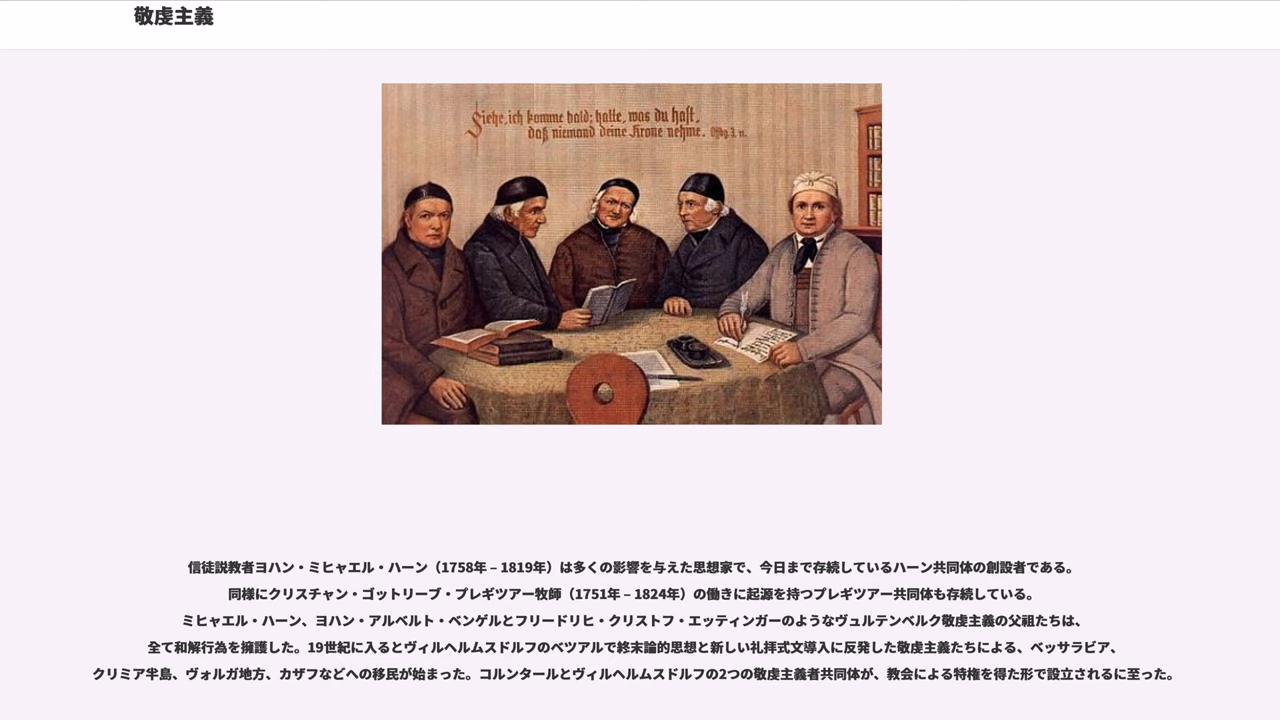 敬虔主義
Siehe, ich komme bald; halte, was du hast,
daß niemand deine Krone nehme. Offbg. 3. 11.
信徒説教者ヨハン・ミヒャエル・ハーン（1758年 – 1819年）は多くの影響を与えた思想家で、今日まで存続しているハーン共同体の創設者である。
同様にクリスチャン・ゴットリーブ・プレギツアー牧師（1751年 – 1824年）の働きに起源を持つプレギツアー共同体も存続している。
ミヒャエル・ハーン、ヨハン・アルベルト・ベンゲルとフリードリヒ・クリストフ・エッティンガーのようなヴュルテンベルク敬虔主義の父祖たちは、
全て和解行為を擁護した。19世紀に入るとヴィルヘルムスドルフのベツアルで終末論的思想と新しい礼拝式文導入に反発した敬虔主義たちによる、ベッサラビア、
クリミア半島、ヴォルガ地方、カザフなどへの移民が始まった。コルンタールとヴィルヘルムスドルフの2つの敬虔主義者共同体が、教会による特権を得た形で設立されるに至った。